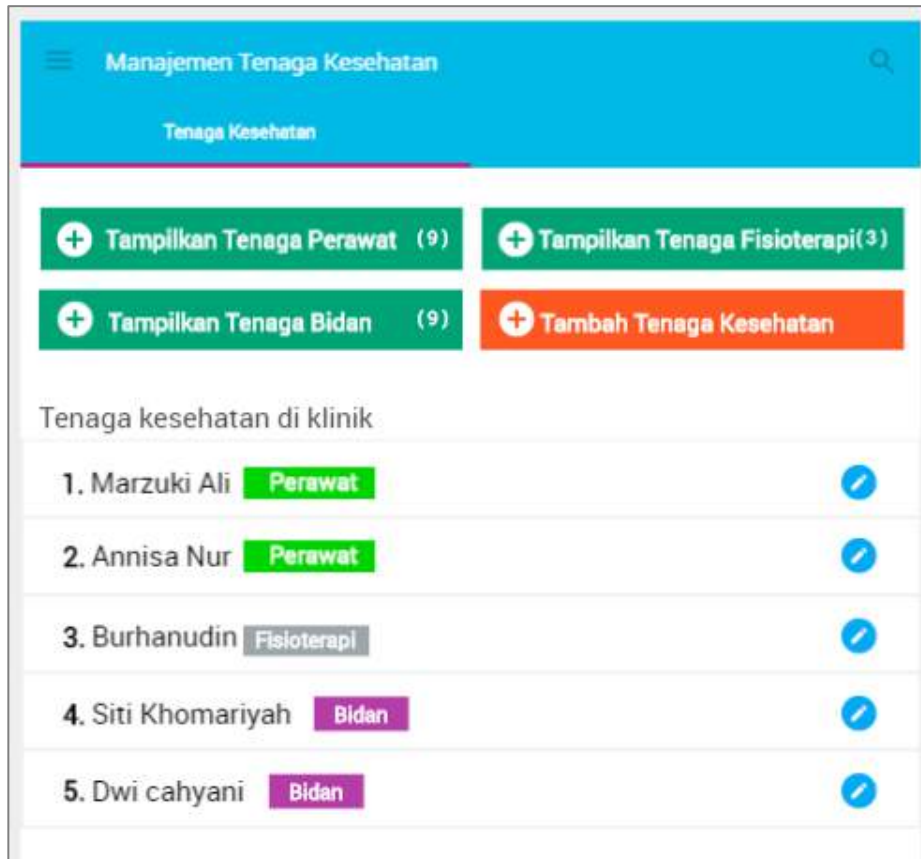 Manajemen Tenaga Kesehatan
Tenaga Kesehatan
Tampilkan Tenaga Perawat (9)
Tampilkan Tenaga Fisioterapi(3)
Tampilkan Tenaga Bidan (9)
Tambah Tenaga Kesehatan
Tenaga kesehatan di klinik
1. Marzuki Ali Perawat
2. Annisa Nur Perawat
3. Burhanudin Fisioterapi
4. Siti Khomariyah Bidan
5. Dwi cahyani Bidan